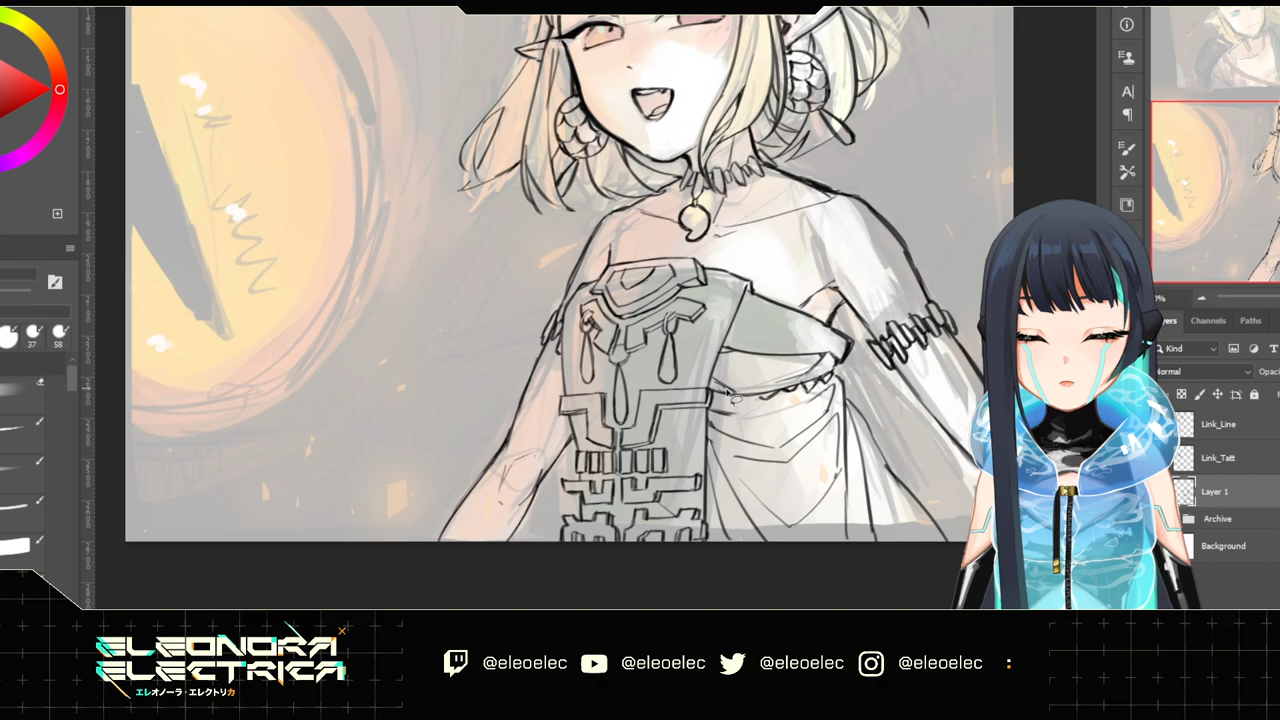 37
58
A|
Channels
Paths
Kind
T
Normal
Opac
Link_Line
Link_Tatt
Layer 1
Archive
Background
ELEONORA
ELECTRICA
エレオノーラ・エレクトリカ
@eleoelec
@eleoelec
@eleoelec
@eleoelec